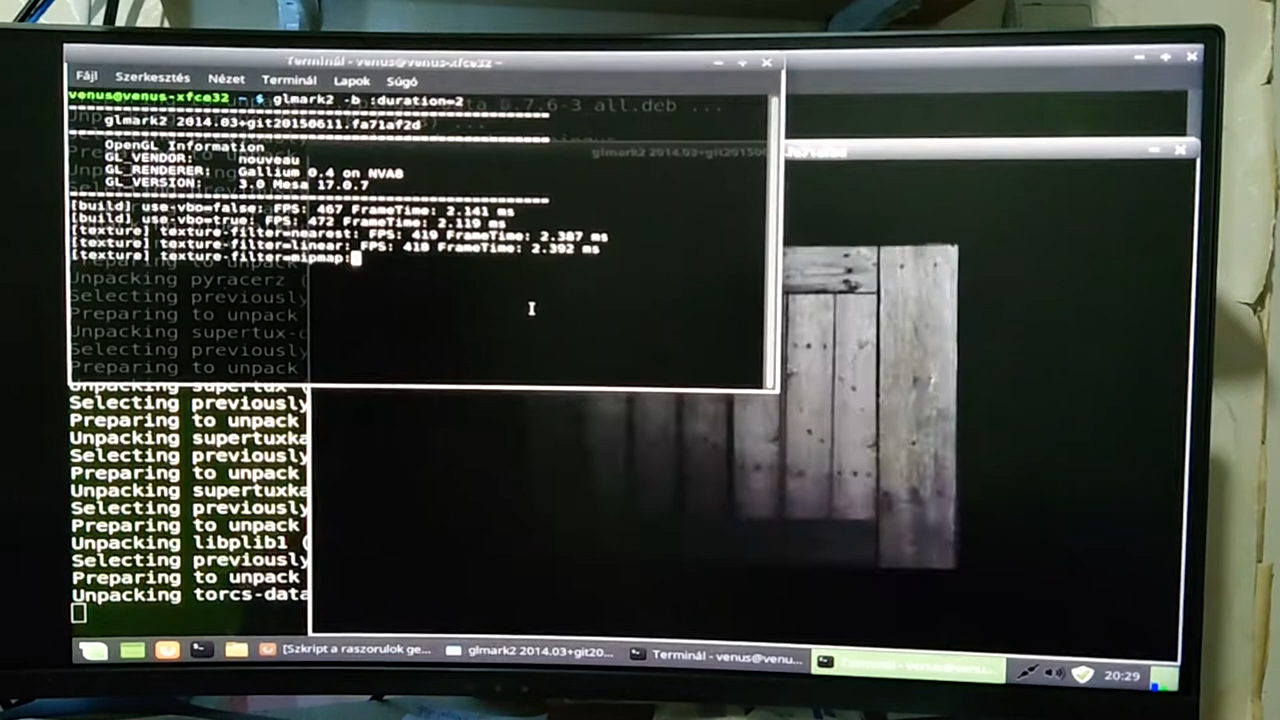 Terminál - venus@venus-xfce32 - 
Fájl Szerkesztés Nézet Terminál Lapok Súgó
venus@venus-xfce32 ~ $ glmark2 -b :duration=2
glmark2 2014.03+git20150611.fa71af2d
OpenGL Information
GL_VENDOR: nouveau
GL_RENDERER: Gallium 0.4 on NVA8
GL_VERSION: 3.0 Mesa 17.0.7
[build] use-vbo=false: FPS: 467 FrameTime: 2.141 ms
[build] use-vbo=true: FPS: 472 FrameTime: 2.119 ms
[texture] texture-filter=nearest: FPS: 419 FrameTime: 2.387 ms
[texture] texture-filter=linear: FPS: 418 FrameTime: 2.392 ms
[texture] texture-filter=mipmap:
Unpacking pyracerz (
Selecting previously
Preparing to unpack
Unpacking supertux-
Selecting previously
Preparing to unpack
Unpacking supertux (
Selecting previously
Preparing to unpack
Unpacking supertuxka
Selecting previously
Preparing to unpack
Unpacking supertuxka
Selecting previously
Preparing to unpack
Unpacking libplib1 (
Selecting previously
Preparing to unpack
Unpacking torcs-data
[Szkript a raszorulok ge...
glmark2 2014.03+git20...
Terminál - venus@venu...
Terminál - venus@venu...
20:29